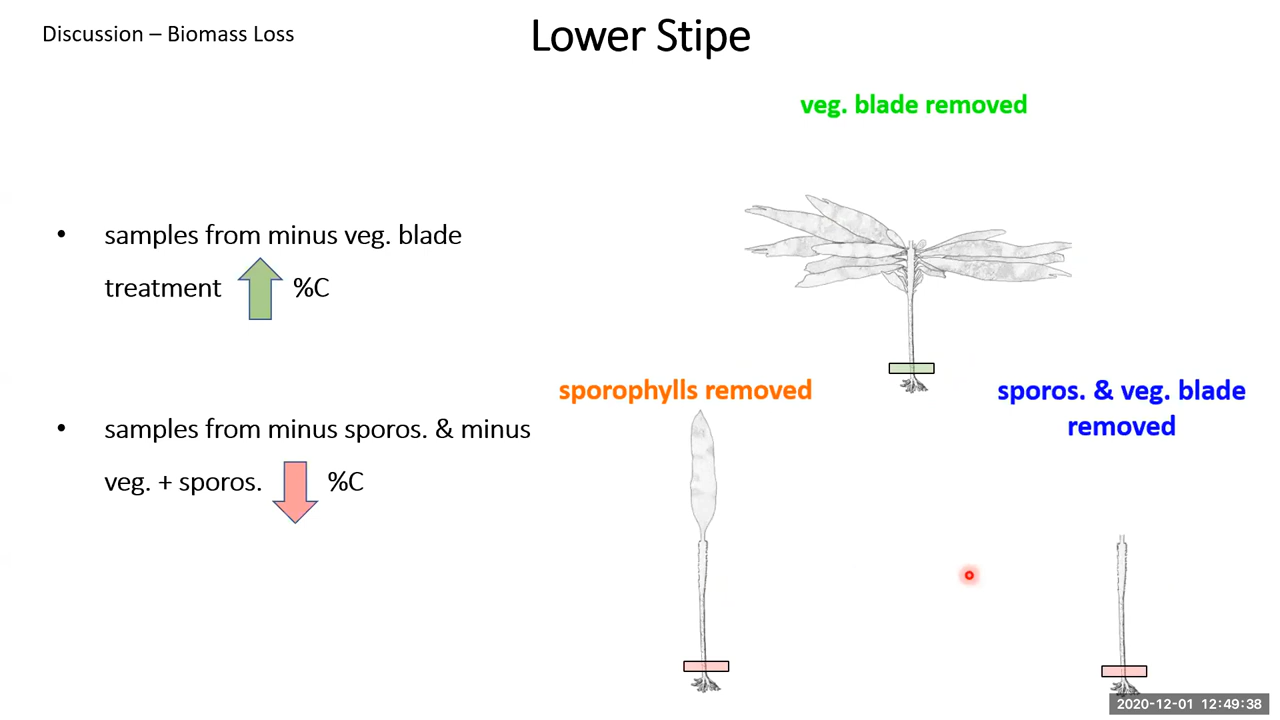 Discussion – Biomass Loss
Lower Stipe
veg. blade removed
• samples from minus veg. blade
treatment %C
sporophylls removed
sporos. & veg. blade
removed
• samples from minus sporos. & minus
veg. + sporos. %C
2020-12-01 12:49:38